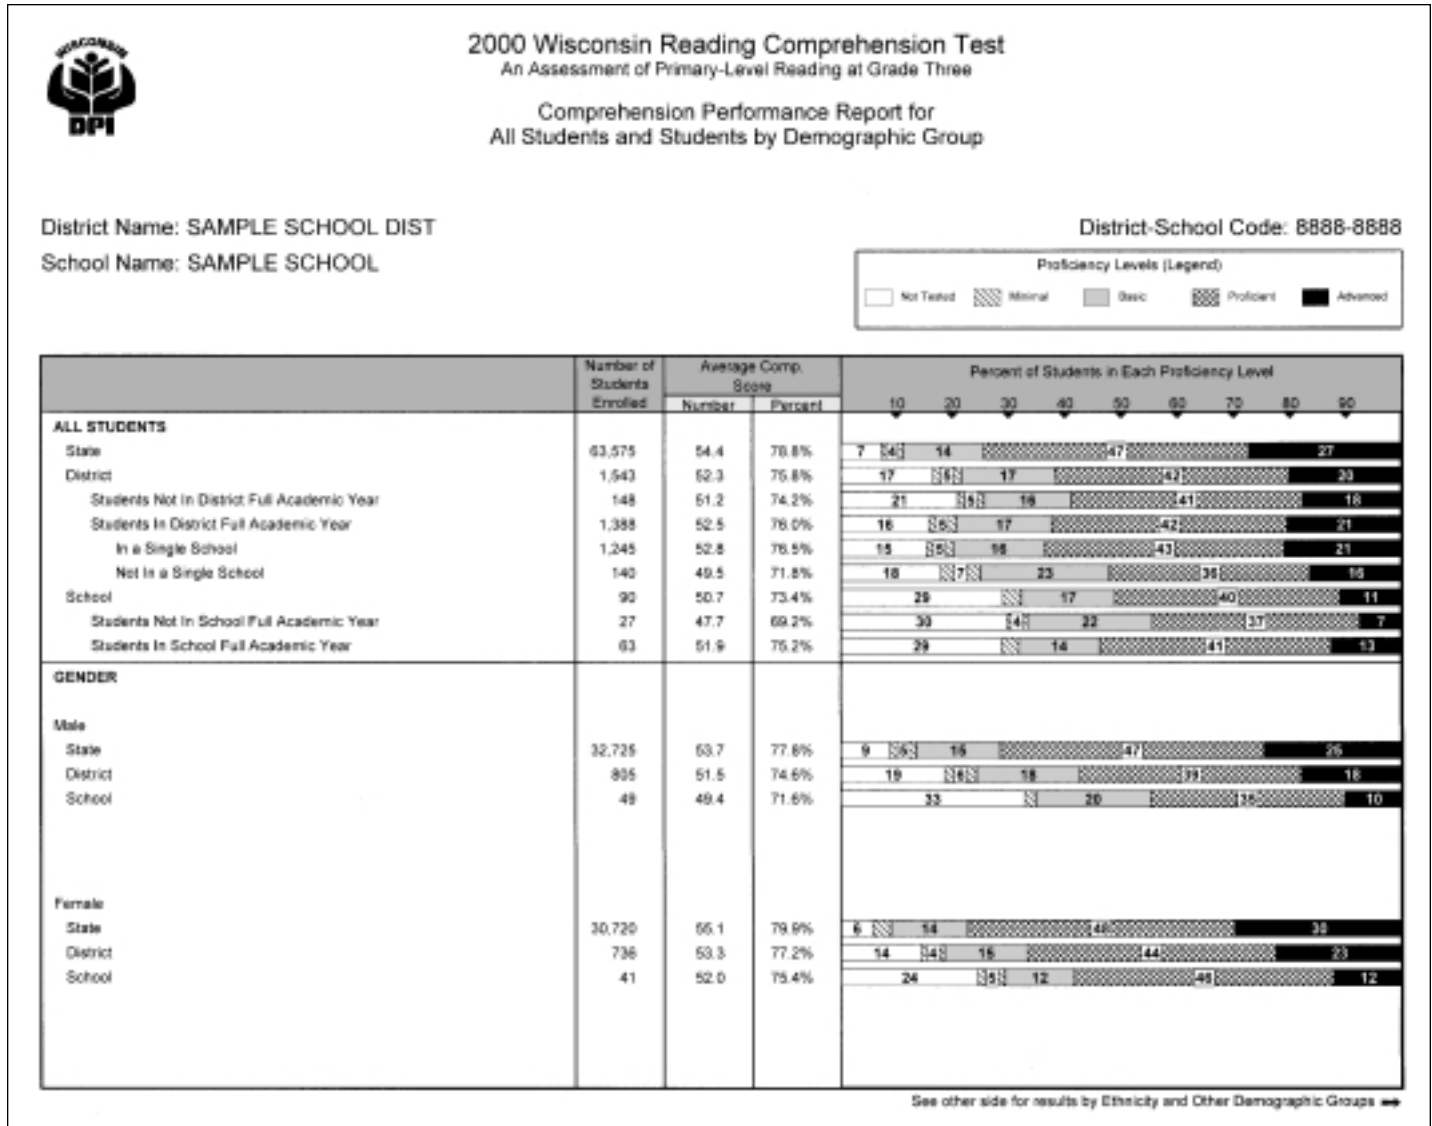 WISCONSIN
DPI
2000 Wisconsin Reading Comprehension Test
An Assessment of Primary-Level Reading at Grade Three
Comprehension Performance Report for
All Students and Students by Demographic Group
District Name: SAMPLE SCHOOL DIST District-School Code: 8888-8888
School Name: SAMPLE SCHOOL
Proficiency Levels (Legend)
Not Tested Minimal Basic Proficient Advanced
Number of Students Enrolled Average Comp. Score Percent of Students in Each Proficiency Level
Number Percent 10 20 30 40 50 60 70 80 90
ALL STUDENTS
State 63,575 54.4 78.8% 7 4 14 47 27
District 1,543 52.3 75.8% 17 5 17 42 20
Students Not In District Full Academic Year 148 51.2 74.2% 21 5 16 41 18
Students In District Full Academic Year 1,388 52.5 76.0% 16 5 17 42 21
In a Single School 1,245 52.8 76.5% 15 5 16 43 21
Not In a Single School 140 49.5 71.8% 18 7 23 36 16
School 90 50.7 73.4% 29 17 40 11
Students Not In School Full Academic Year 27 47.7 69.2% 30 4 22 37 7
Students In School Full Academic Year 63 51.9 75.2% 29 14 41 13
GENDER
Male
State 32,725 53.7 77.8% 9 5 15 47 25
District 805 51.5 74.6% 19 6 18 39 18
School 49 49.4 71.6% 33 20 35 10
Female
State 30,720 55.1 79.9% 6 14 48 30
District 736 53.3 77.2% 14 4 15 44 23
School 41 52.0 75.4% 24 5 12 46 12
See other side for results by Ethnicity and Other Demographic Groups